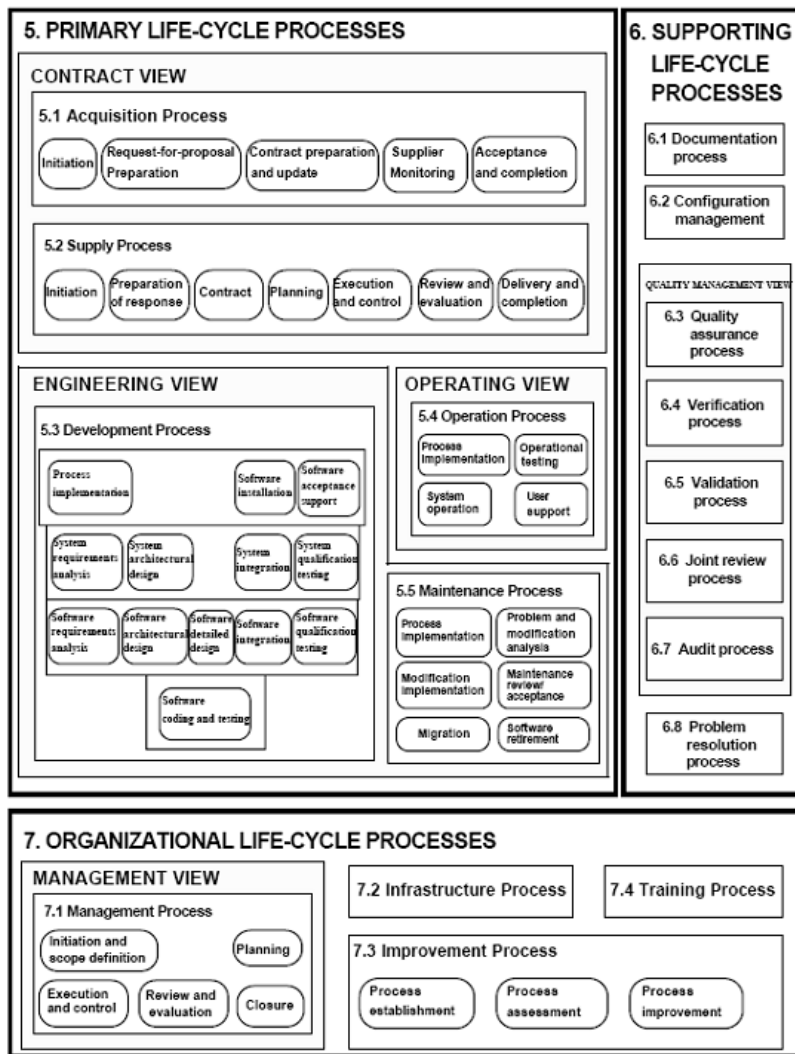 5. PRIMARY LIFE-CYCLE PROCESSES
CONTRACT VIEW
5.1 Acquisition Process
Initiation
Request-for-proposal
Preparation
Contract preparation
and update
Supplier
Monitoring
Acceptance
and completion
5.2 Supply Process
Initiation
Preparation
of response
Contract
Planning
Execution
and control
Review and
evaluation
Delivery and
completion
ENGINEERING VIEW
5.3 Development Process
Process
implementation
Software
installation
Software
acceptance
support
System
requirements
analysis
System
architectural
design
System
integration
System
qualification
testing
Software
requirements
analysis
Software
architectural
design
Software
detailed
design
Software
integration
Software
qualification
testing
Software
coding and testing
OPERATING VIEW
5.4 Operation Process
Process
Implementation
Operational
testing
System
operation
User
support
5.5 Maintenance Process
Process
Implementation
Problem and
modification
analysis
Modification
Implementation
Maintenance
review/
acceptance
Migration
Software
retirement
6. SUPPORTING
LIFE-CYCLE
PROCESSES
6.1 Documentation
process
6.2 Configuration
management
QUALITY MANAGEMENT VIEW
6.3 Quality
assurance
process
6.4 Verification
process
6.5 Validation
process
6.6 Joint review
process
6.7 Audit process
6.8 Problem
resolution
process
7. ORGANIZATIONAL LIFE-CYCLE PROCESSES
MANAGEMENT VIEW
7.1 Management Process
Initiation and
scope definition
Planning
Execution
and control
Review and
evaluation
Closure
7.2 Infrastructure Process
7.4 Training Process
7.3 Improvement Process
Process
establishment
Process
assessment
Process
improvement